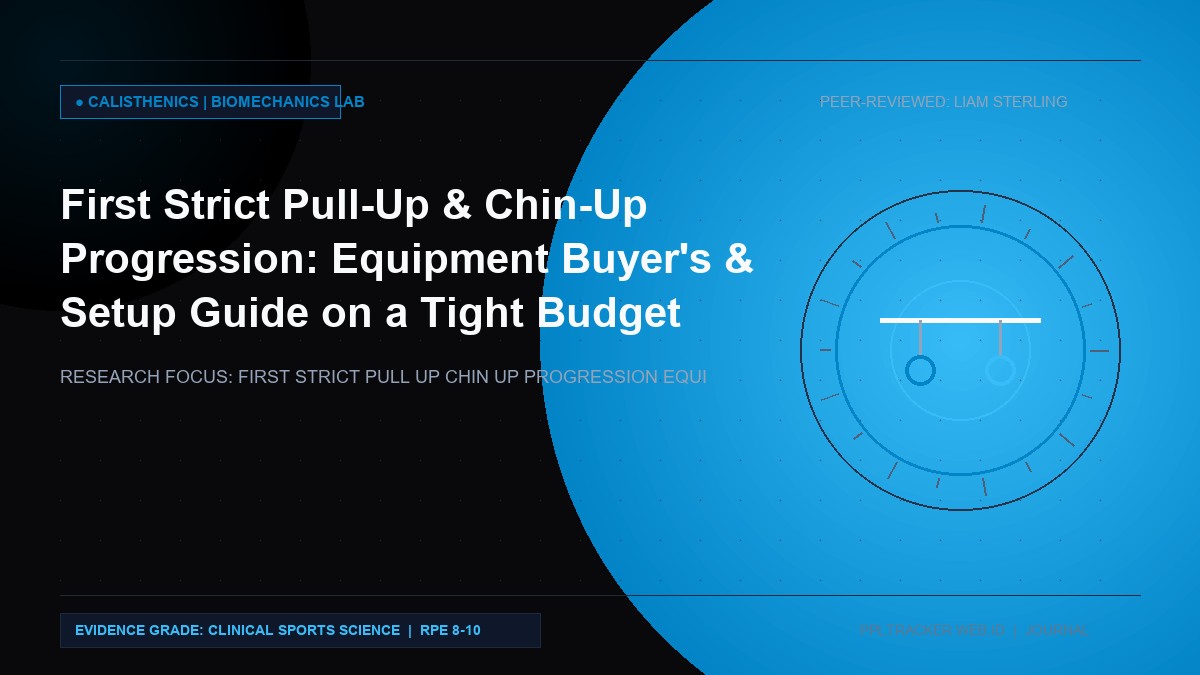 ● CALISTHENICS | BIOMECHANICS LAB
PEER-REVIEWED: LIAM STERLING
First Strict Pull-Up & Chin-Up
Progression: Equipment Buyer's &
Setup Guide on a Tight Budget
RESEARCH FOCUS: FIRST STRICT PULL UP CHIN UP PROGRESSION EQUI
EVIDENCE GRADE: CLINICAL SPORTS SCIENCE | RPE 8-10
| JOURNAL